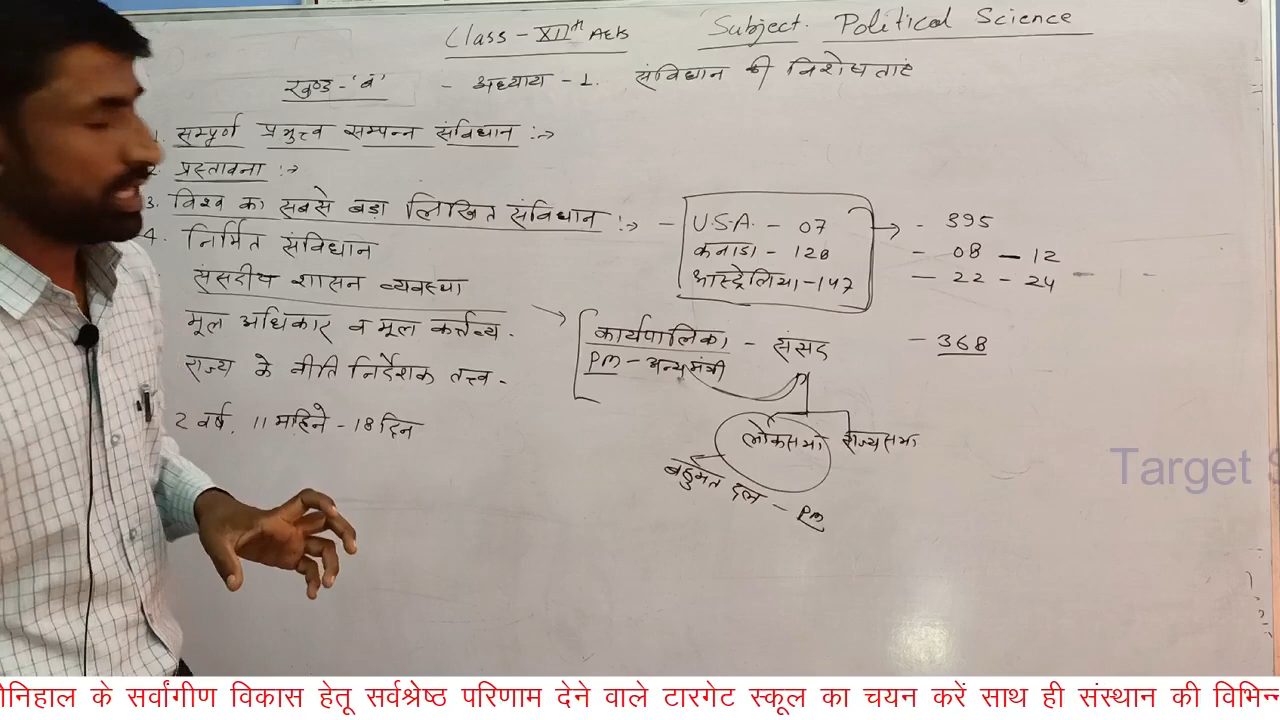 Class - XIIth Arts Subject. Political Science
खण्ड-'ब' - अध्याय - 1. संविधान की विशेषताएं
1. सम्पूर्ण प्रभुत्त्व सम्पन्न संविधान :->
2. प्रस्तावना :->
3. विश्व का सबसे बड़ा लिखित संविधान :->
4. निर्मित संविधान
संसदीय शासन व्यवस्था
मूल अधिकार व मूल कर्त्तव्य.
राज्य के नीति निर्देशक तत्त्व.
2 वर्ष. 11 महिने - 18 दिन
U.S.A. - 07
कनाडा - 128
आस्ट्रेलिया - 147
- 395
- 08 - 12
- 22 - 24
- 368
कार्यपालिका - संसद
PM - अन्य मंत्री
लोकसभा राज्यसभा
बहुमत दल - PM
Target S
नोनिहाल के सर्वांगीण विकास हेतू सर्वश्रेष्ठ परिणाम देने वाले टारगेट स्कूल का चयन करें साथ ही संस्थान की विभिन्न